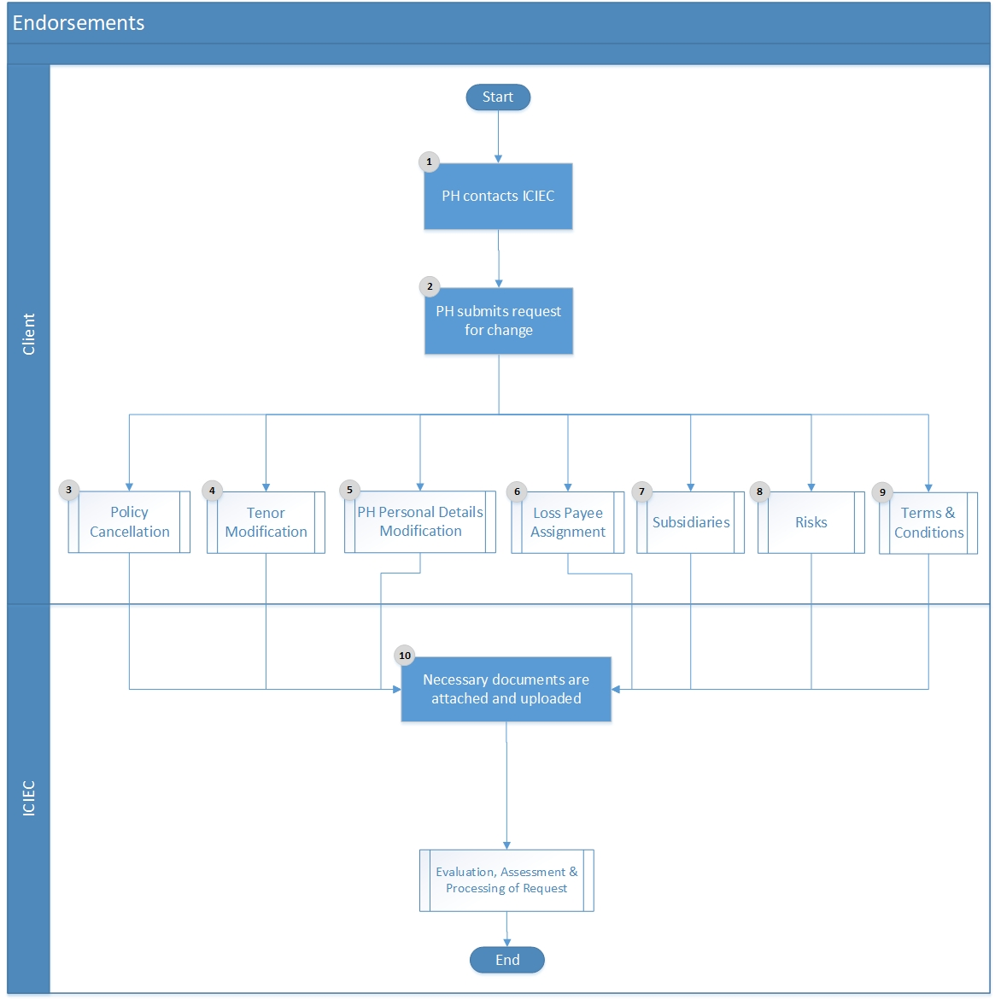 Endorsements
Client
Start
1
PH contacts ICIEC
2
PH submits request
for change
3
Policy
Cancellation
4
Tenor
Modification
5
PH Personal Details
Modification
6
Loss Payee
Assignment
7
Subsidiaries
8
Risks
9
Terms &
Conditions
ICIEC
10
Necessary documents are
attached and uploaded
Evaluation, Assessment &
Processing of Request
End